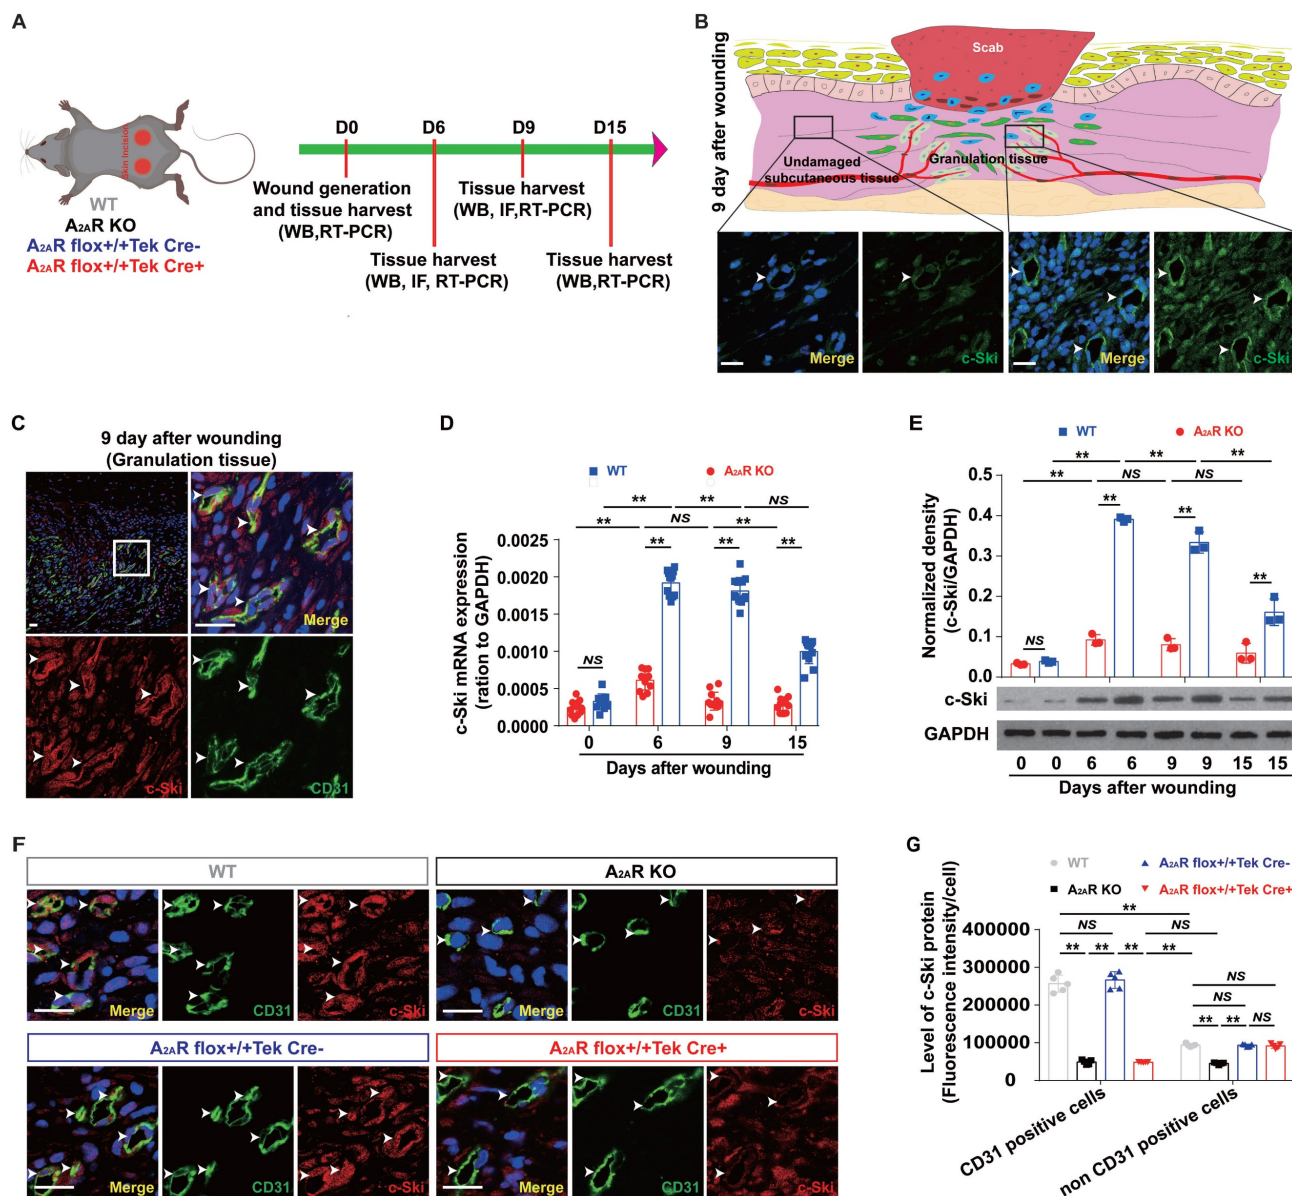 A
Skin Incision
WT
A2AR KO
A2AR flox+/+Tek Cre-
A2AR flox+/+Tek Cre+
D0
D6
D9
D15
Wound generation
and tissue harvest
(WB,RT-PCR)
Tissue harvest
(WB, IF,RT-PCR)
Tissue harvest
(WB, IF, RT-PCR)
Tissue harvest
(WB,RT-PCR)
B
9 day after wounding
Scab
Undamaged
subcutaneous tissue
Granulation tissue
Merge
c-Ski
Merge
c-Ski
C
9 day after wounding
(Granulation tissue)
Merge
c-Ski
CD31
D
WT
A2AR KO
**
**
NS
**
NS
**
NS
**
**
**
c-Ski mRNA expression
(ration to GAPDH)
0.0025
0.0020
0.0015
0.0010
0.0005
0.0000
0
6
9
15
Days after wounding
E
WT
A2AR KO
**
**
**
**
NS
NS
NS
**
**
**
Normalized density
(c-Ski/GAPDH)
0.5
0.4
0.3
0.2
0.1
0.0
c-Ski
GAPDH
0 0 6 6 9 9 15 15
Days after wounding
F
WT
A2AR KO
Merge
CD31
c-Ski
Merge
CD31
c-Ski
A2AR flox+/+Tek Cre-
A2AR flox+/+Tek Cre+
Merge
CD31
c-Ski
Merge
CD31
c-Ski
G
WT
A2AR flox+/+Tek Cre-
A2AR KO
A2AR flox+/+Tek Cre+
**
NS
NS
**
**
**
**
NS
NS
**
**
NS
Level of c-Ski protein
(Fluorescence intensity/cell)
400000
300000
200000
100000
0
CD31 positive cells
non CD31 positive cells